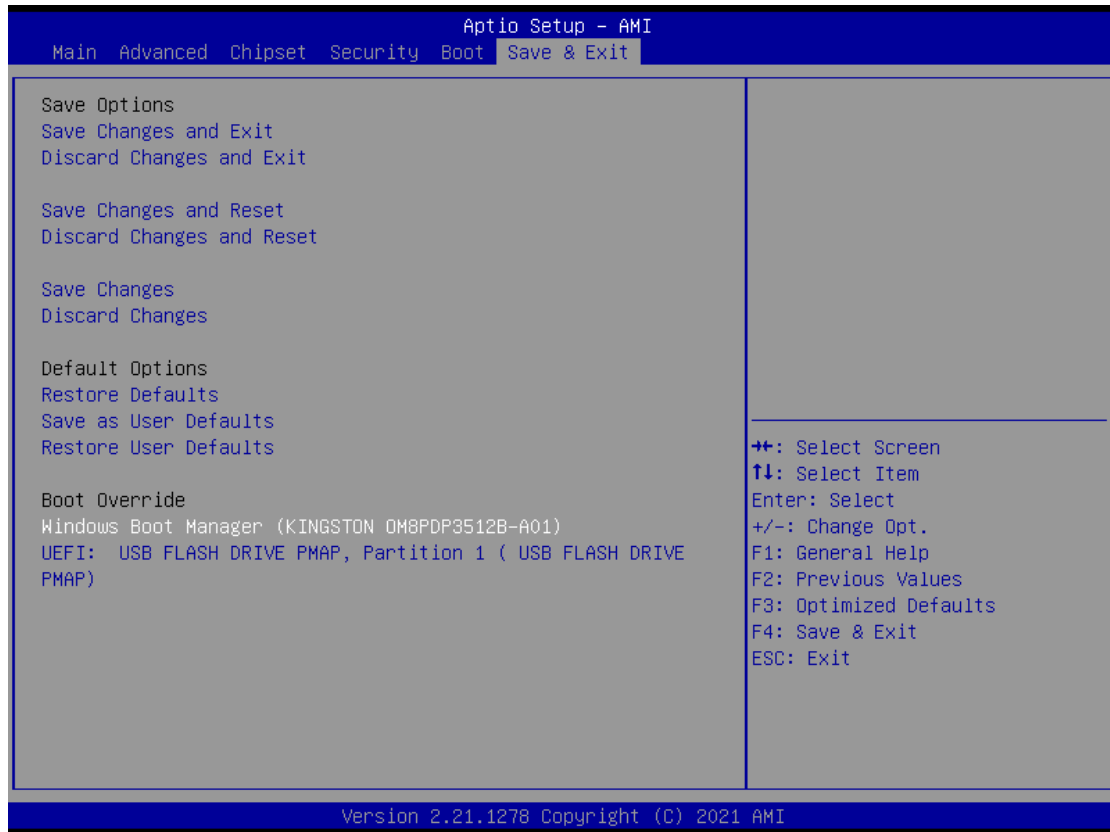 Aptio Setup – AMI
Main Advanced Chipset Security Boot Save & Exit
Save Options
Save Changes and Exit
Discard Changes and Exit
Save Changes and Reset
Discard Changes and Reset
Save Changes
Discard Changes
Default Options
Restore Defaults
Save as User Defaults
Restore User Defaults
Boot Override
Windows Boot Manager (KINGSTON OM8PDP3512B-A01)
UEFI: USB FLASH DRIVE PMAP, Partition 1 ( USB FLASH DRIVE
PMAP)
→←: Select Screen
↑↓: Select Item
Enter: Select
+/-: Change Opt.
F1: General Help
F2: Previous Values
F3: Optimized Defaults
F4: Save & Exit
ESC: Exit
Version 2.21.1278 Copyright (C) 2021 AMI